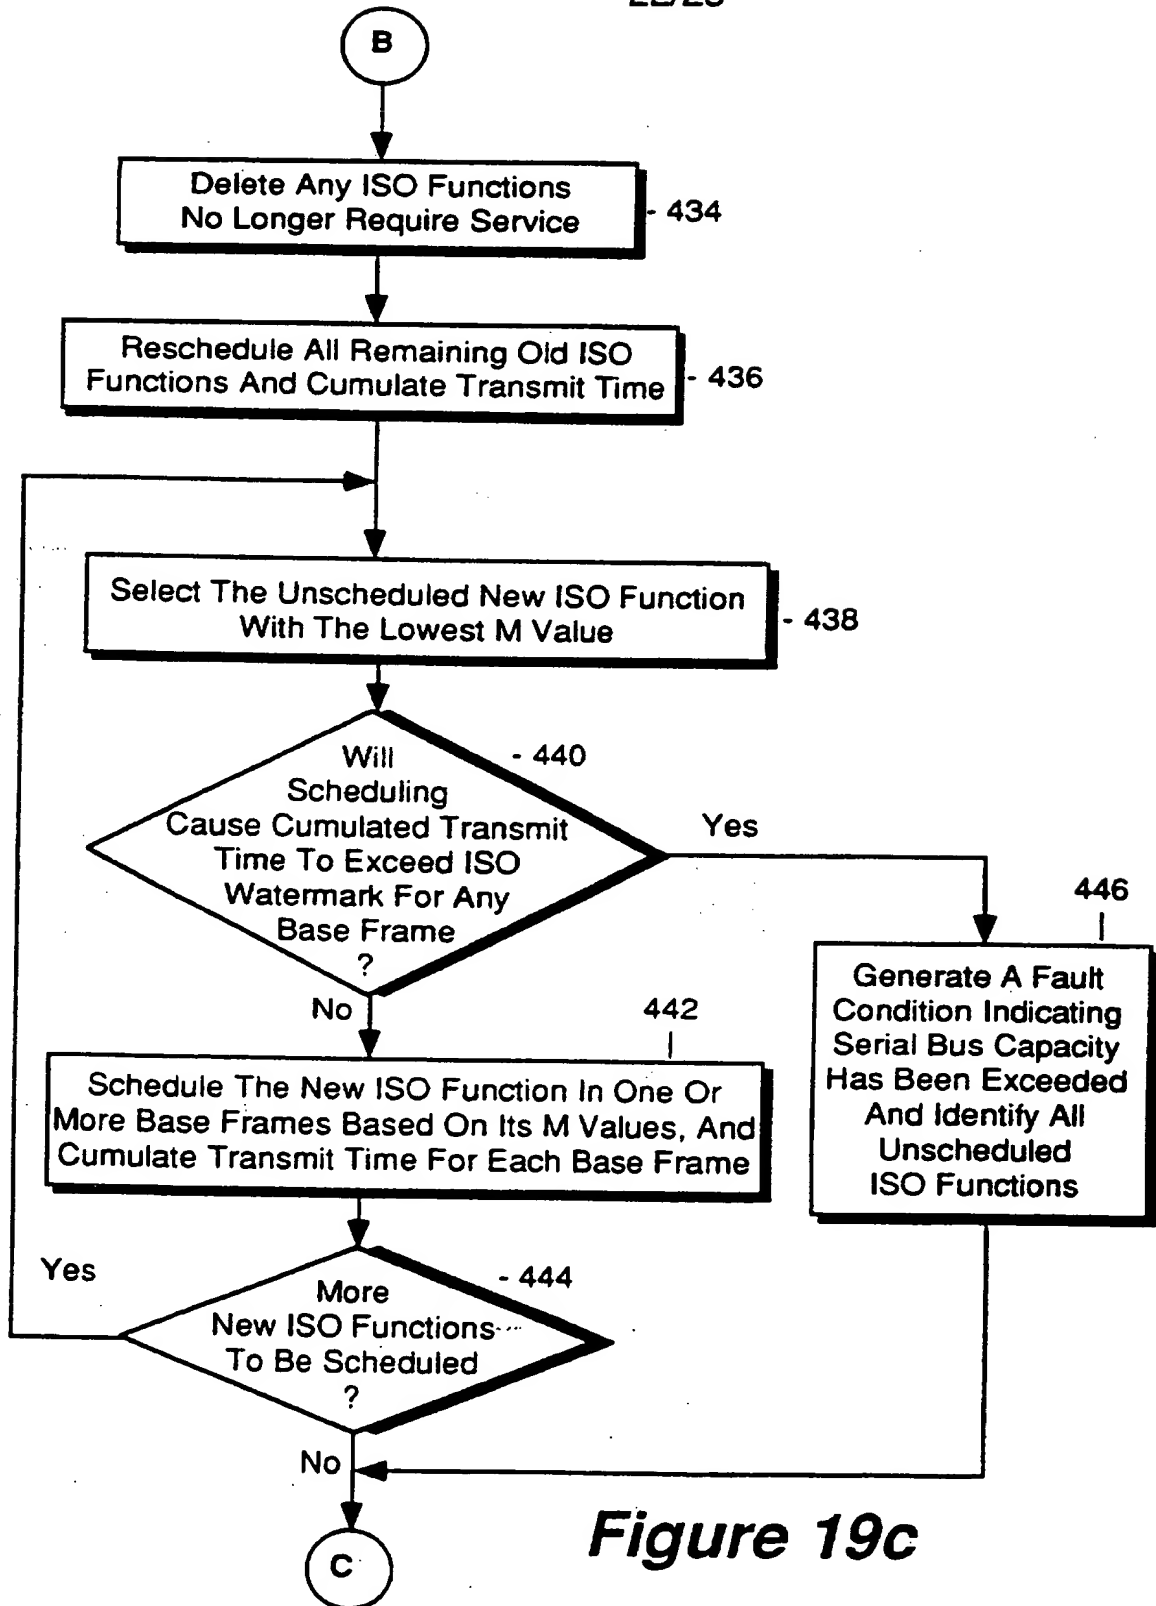 B
Delete Any ISO Functions
No Longer Require Service
- 434
Reschedule All Remaining Old ISO
Functions And Cumulate Transmit Time
- 436
Select The Unscheduled New ISO Function
With The Lowest M Value
- 438
Will
Scheduling
Cause Cumulated Transmit
Time To Exceed ISO
Watermark For Any
Base Frame
?
- 440
Yes
No
446
Generate A Fault
Condition Indicating
Serial Bus Capacity
Has Been Exceeded
And Identify All
Unscheduled
ISO Functions
442
Schedule The New ISO Function In One Or
More Base Frames Based On Its M Values, And
Cumulate Transmit Time For Each Base Frame
Yes
More
New ISO Functions
To Be Scheduled
?
- 444
No
C
Figure 19c